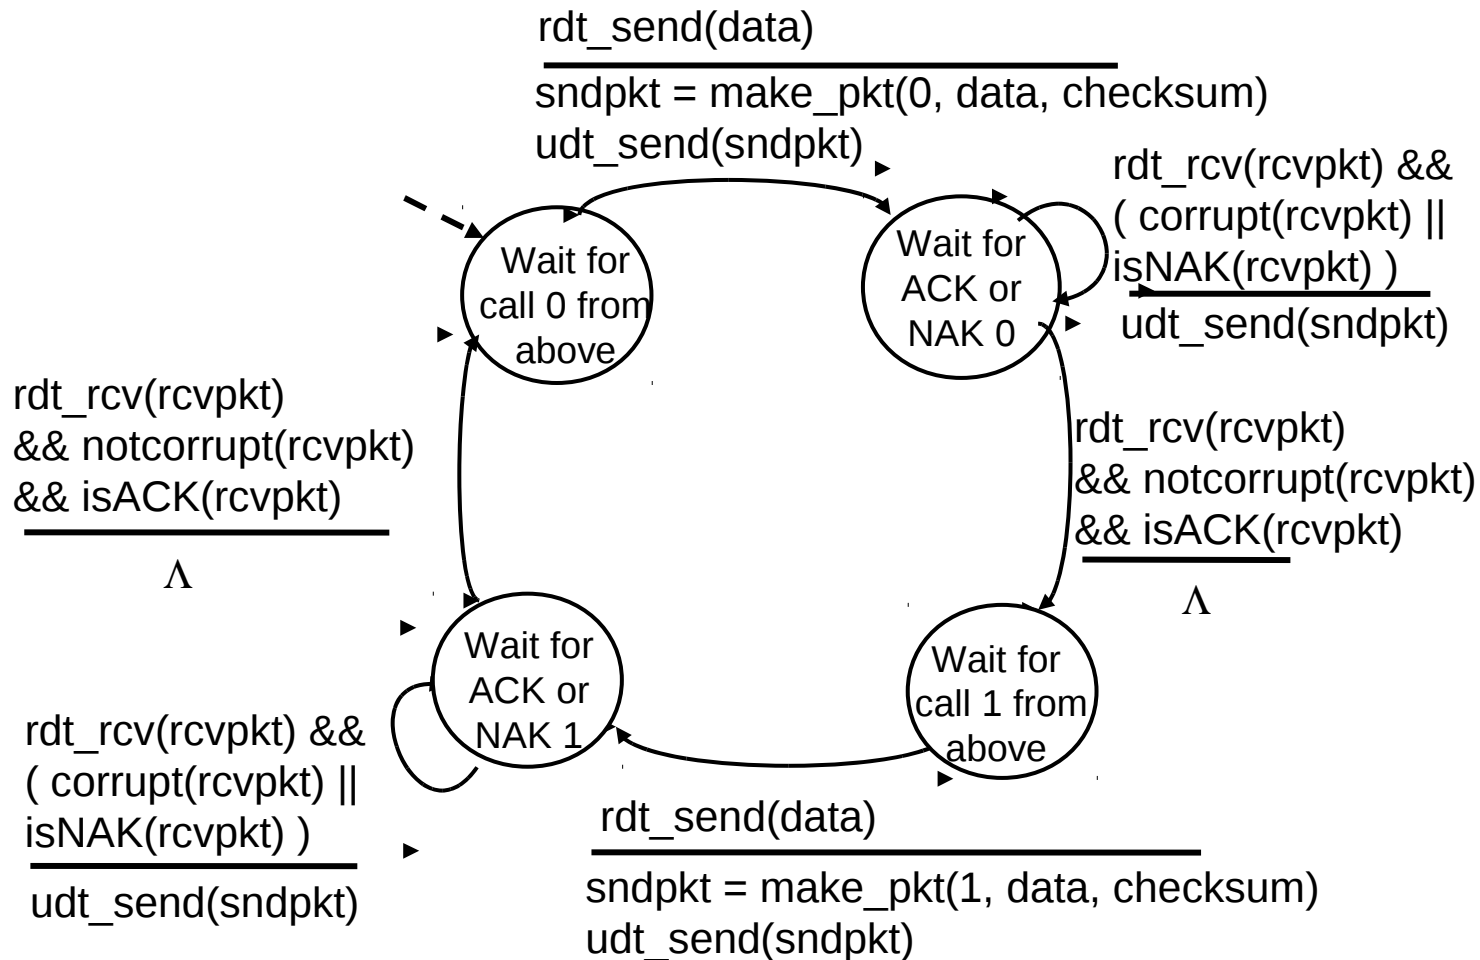 rdt_send(data)
sndpkt = make_pkt(0, data, checksum)
udt_send(sndpkt)
rdt_rcv(rcvpkt) &&
( corrupt(rcvpkt) ||
isNAK(rcvpkt) )
udt_send(sndpkt)
Wait for
call 0 from
above
Wait for
ACK or
NAK 0
rdt_rcv(rcvpkt)
&& notcorrupt(rcvpkt)
&& isACK(rcvpkt)
Λ
rdt_rcv(rcvpkt)
&& notcorrupt(rcvpkt)
&& isACK(rcvpkt)
Λ
Wait for
ACK or
NAK 1
Wait for
call 1 from
above
rdt_rcv(rcvpkt) &&
( corrupt(rcvpkt) ||
isNAK(rcvpkt) )
udt_send(sndpkt)
rdt_send(data)
sndpkt = make_pkt(1, data, checksum)
udt_send(sndpkt)